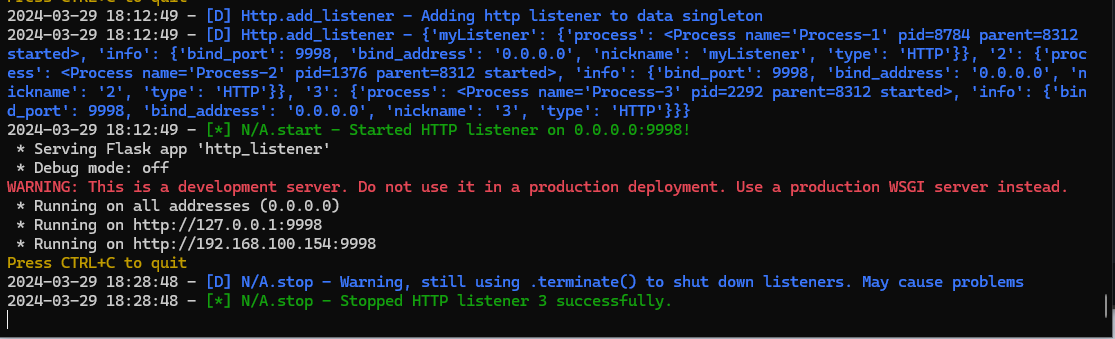 Press CTRL+C to quit
2024-03-29 18:12:49 - [D] Http.add_listener - Adding http listener to data singleton
2024-03-29 18:12:49 - [D] Http.add_listener - {'myListener': {'process': <Process name='Process-1' pid=8784 parent=8312
started>, 'info': {'bind_port': 9998, 'bind_address': '0.0.0.0', 'nickname': 'myListener', 'type': 'HTTP'}}, '2': {'proc
ess': <Process name='Process-2' pid=1376 parent=8312 started>, 'info': {'bind_port': 9998, 'bind_address': '0.0.0.0', 'n
ickname': '2', 'type': 'HTTP'}}, '3': {'process': <Process name='Process-3' pid=2292 parent=8312 started>, 'info': {'bin
d_port': 9998, 'bind_address': '0.0.0.0', 'nickname': '3', 'type': 'HTTP'}}}
2024-03-29 18:12:49 - [*] N/A.start - Started HTTP listener on 0.0.0.0:9998!
 * Serving Flask app 'http_listener'
 * Debug mode: off
WARNING: This is a development server. Do not use it in a production deployment. Use a production WSGI server instead.
 * Running on all addresses (0.0.0.0)
 * Running on http://127.0.0.1:9998
 * Running on http://192.168.100.154:9998
Press CTRL+C to quit
2024-03-29 18:28:48 - [D] N/A.stop - Warning, still using .terminate() to shut down listeners. May cause problems
2024-03-29 18:28:48 - [*] N/A.stop - Stopped HTTP listener 3 successfully.